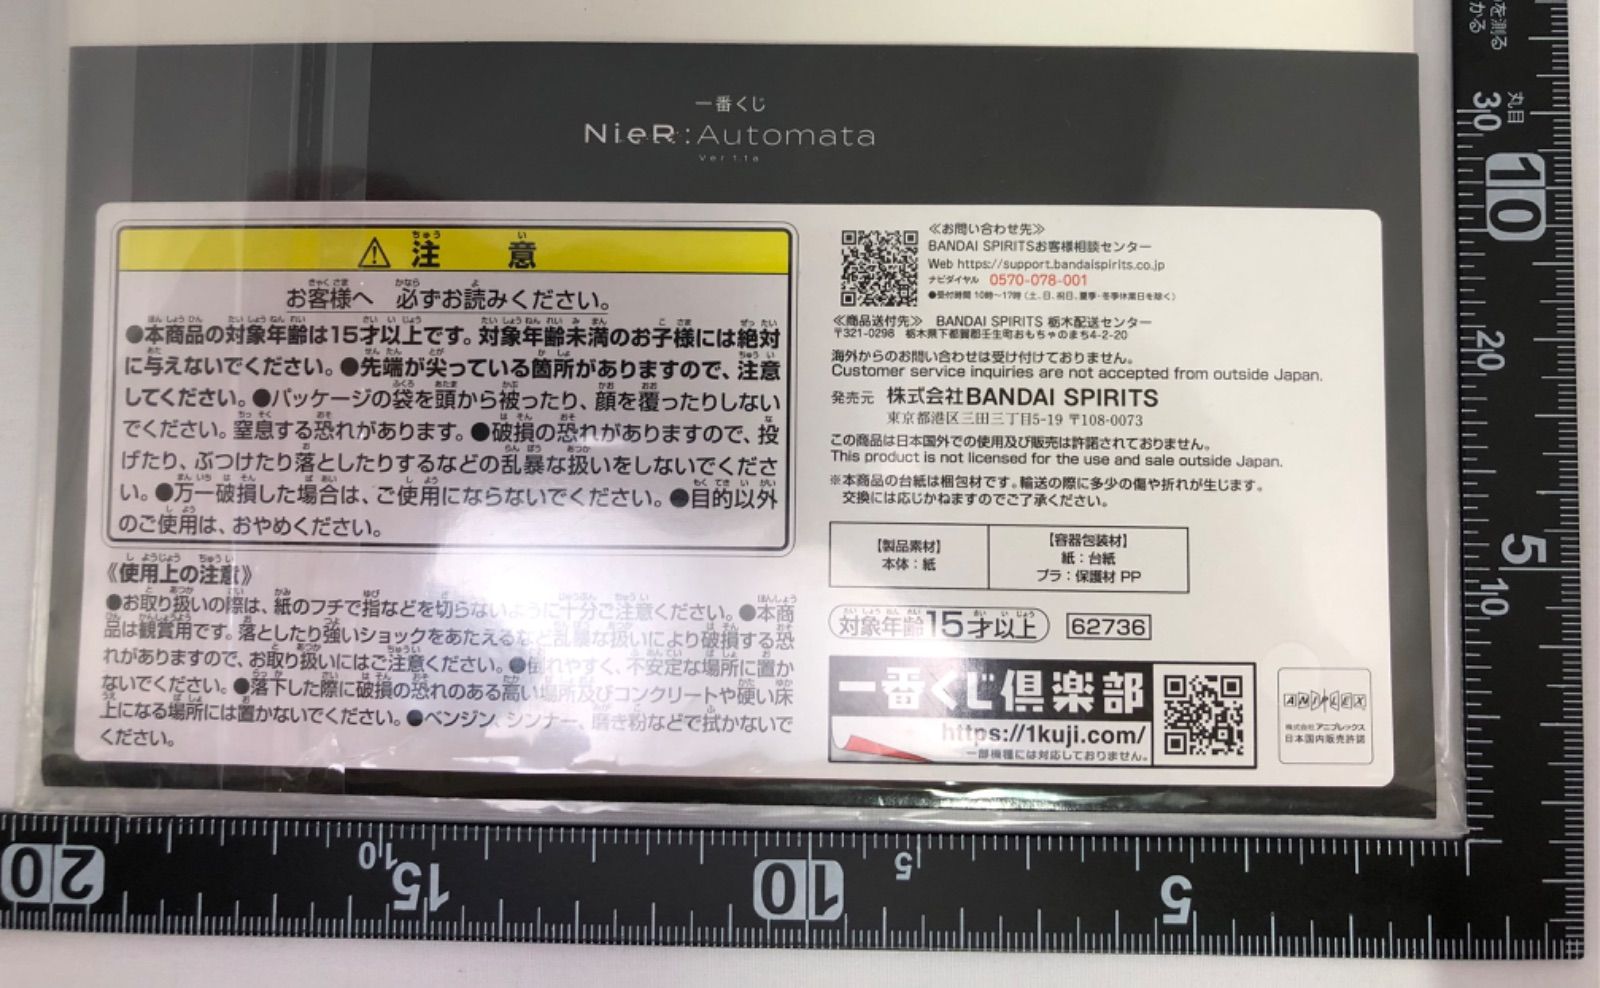 一番くじ
NieR:Automata
Ver1.1a
⚠注意
お客様へ 必ずお読みください。
●本商品の対象年齢は15才以上です。対象年齢未満のお子様には絶対
に与えないでください。●先端が尖っている箇所がありますので、注意
してください。●パッケージの袋を頭から被ったり、顔を覆ったりしない
でください。窒息する恐れがあります。●破損の恐れがありますので、投
げたり、ぶつけたり落としたりするなどの乱暴な扱いをしないでくださ
い。●万一破損した場合は、ご使用にならないでください。●目的以外
のご使用は、おやめください。
《使用上の注意》
●お取り扱いの際は、紙のフチで指などを切らないように十分ご注意ください。●本商
品は観賞用です。落としたり強いショックをあたえるなど乱暴な扱いにより破損する恐
れがありますので、お取り扱いにはご注意ください。●倒れやすく、不安定な場所に置か
ないでください。●落下した際に破損の恐れのある高い場所及びコンクリートや硬い床
上になる場所には置かないでください。●ベンジン、シンナー、磨き粉などで拭かないで
ください。
≪お問い合わせ先≫
BANDAI SPIRITSお客様相談センター
Web https://support.bandaispirits.co.jp
ナビダイヤル 0570-078-001
●受付時間 10時～17時（土、日、祝日、夏季・冬季休業日を除く）
≪商品送付先≫ BANDAI SPIRITS 栃木配送センター
〒321-0298 栃木県下都賀郡壬生町おもちゃのまち4-2-20
海外からのお問い合わせは受け付けておりません。
Customer service inquiries are not accepted from outside Japan.
発売元 株式会社BANDAI SPIRITS
東京都港区三田三丁目5-19 〒108-0073
この商品は日本国外での使用及び販売は許諾されておりません。
This product is not licensed for the use and sale outside Japan.
※本商品の台紙は梱包材です。輸送の際に多少の傷や折れが生じます。
交換には応じかねますのでご了承ください。
【製品素材】
本体：紙
【容器包装材】
紙：台紙
プラ：保護材 PP
対象年齢15才以上
62736
一番くじ倶楽部
https://1kuji.com/
一部機種には対応しておりません。
ANIPLEX
株式会社アニプレックス
日本国内販売許諾
を測る
かる
丸目
30
10
20
5
10
20
15
10
10
5
5